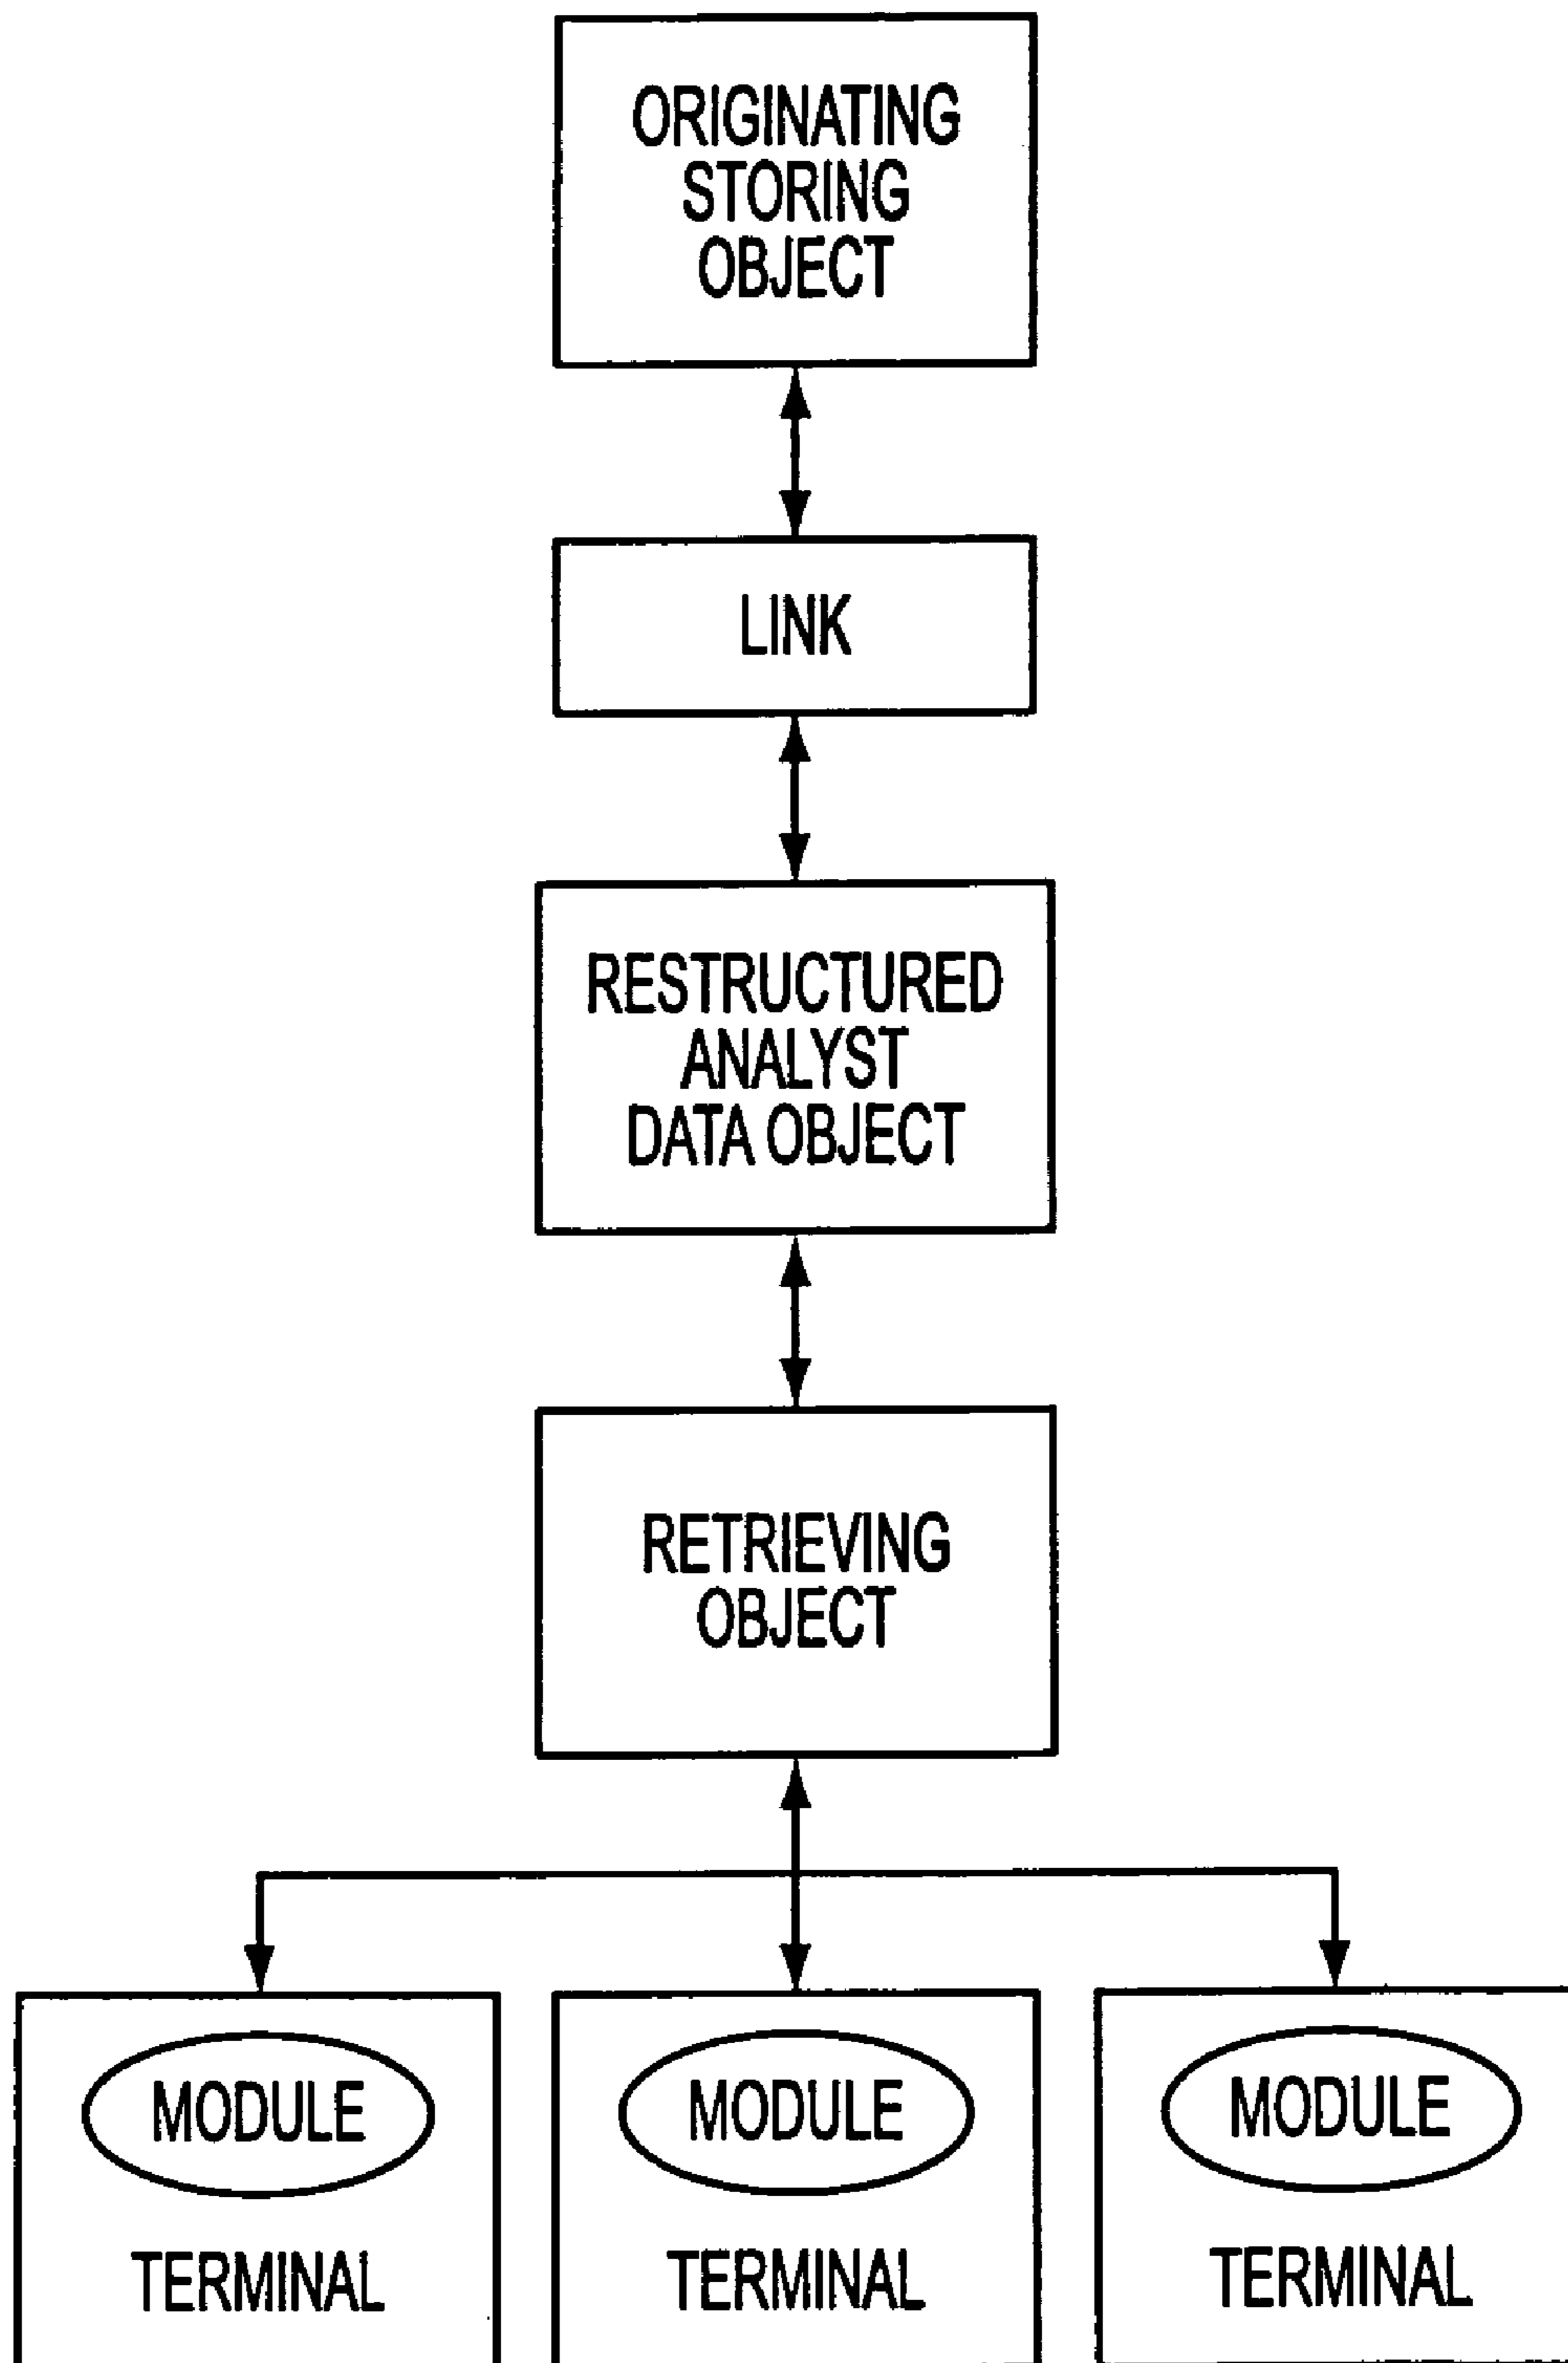 ORIGINATING
STORING
OBJECT
LINK
RESTRUCTURED
ANALYST
DATA OBJECT
RETRIEVING
OBJECT
MODULE
TERMINAL
MODULE
TERMINAL
MODULE
TERMINAL